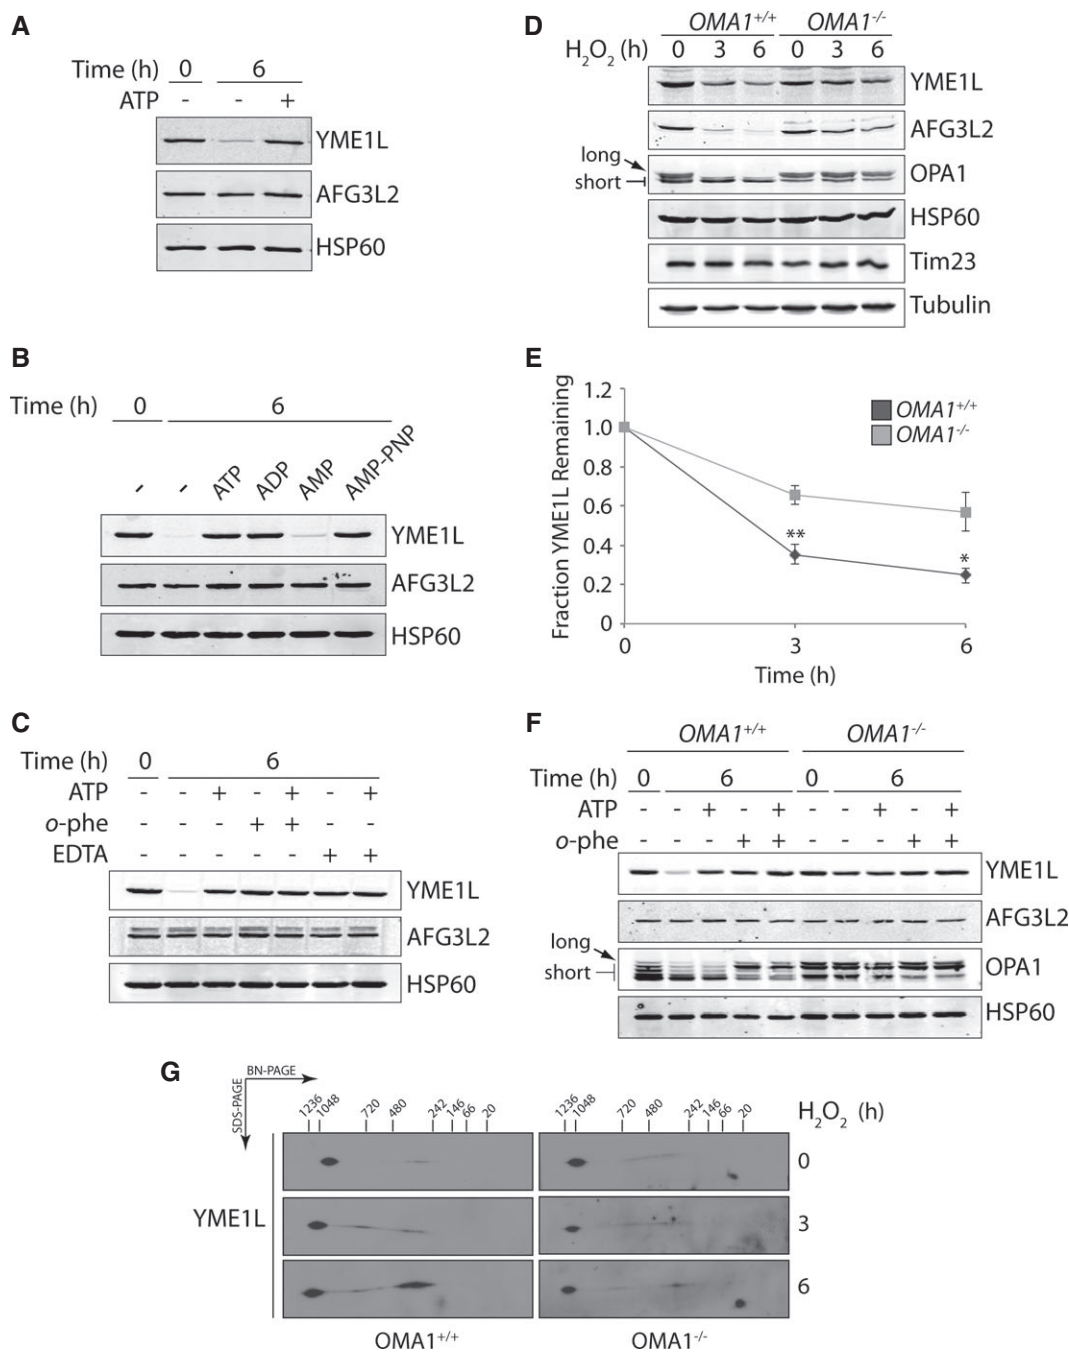 A
Time (h) 0 6
ATP - - +
YME1L
AFG3L2
HSP60
B
Time (h) 0 6
- - ATP ADP AMP AMP-PNP
YME1L
AFG3L2
HSP60
C
Time (h) 0 6
ATP - - + - + - +
o-phe - - - + + - -
EDTA - - - - - + +
YME1L
AFG3L2
HSP60
D
OMA1+/+ OMA1-/-
H2O2 (h) 0 3 6 0 3 6
YME1L
AFG3L2
long
short
OPA1
HSP60
Tim23
Tubulin
E
Fraction YME1L Remaining
1.2
1.0
0.8
0.6
0.4
0.2
0
OMA1+/+
OMA1-/-
**
*
0 3 6
Time (h)
F
OMA1+/+ OMA1-/-
Time (h) 0 6 0 6
ATP - - + - + - - + - +
o-phe - - - + + - - - + +
YME1L
AFG3L2
long
short
OPA1
HSP60
G
BN-PAGE
SDS-PAGE
1236 1048 720 480 242 146 66 20 1236 1048 720 480 242 146 66 20
H2O2 (h)
0
YME1L
3
6
OMA1+/+ OMA1-/-